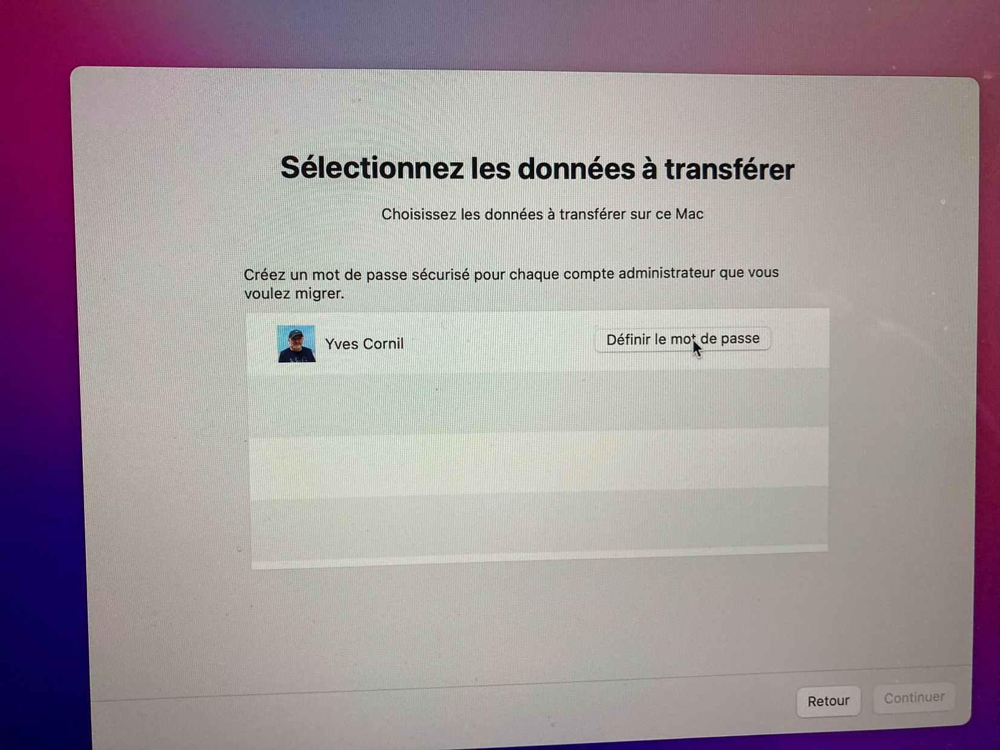 Sélectionnez les données à transférer
Choisissez les données à transférer sur ce Mac
Créez un mot de passe sécurisé pour chaque compte administrateur que vous
voulez migrer.
Yves Cornil
Définir le mot de passe
Retour
Continuer